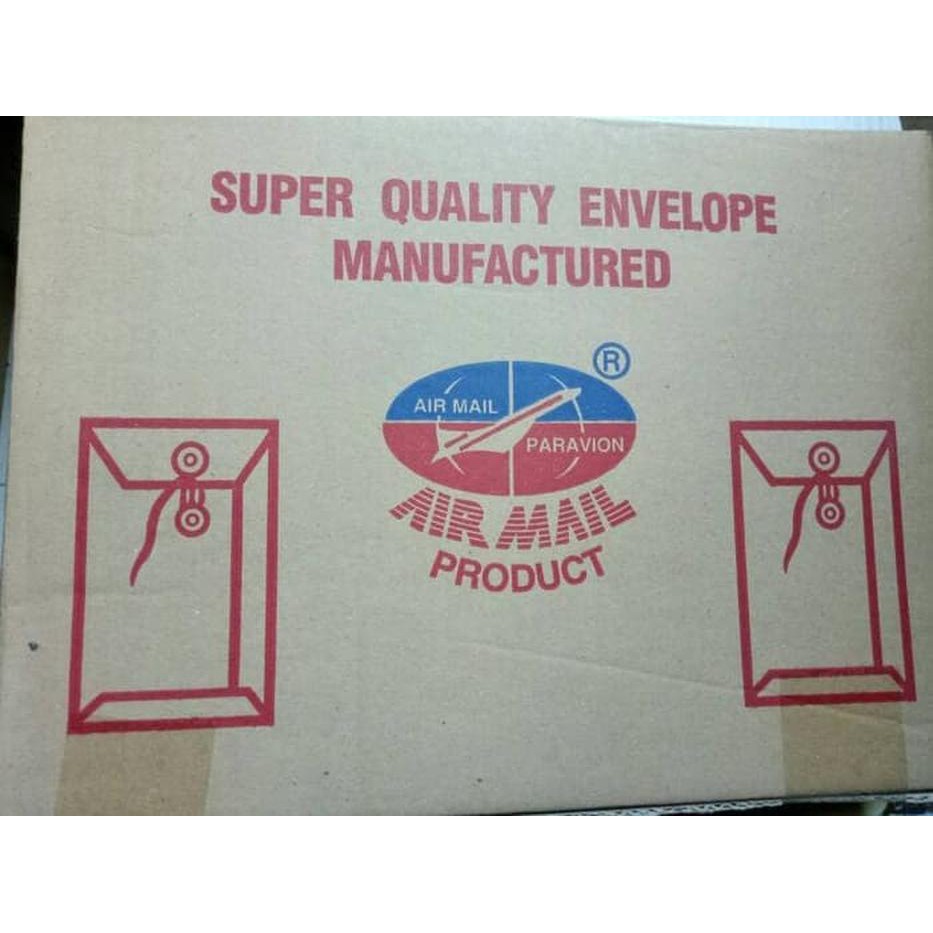 SUPER QUALITY ENVELOPE
MANUFACTURED
®
AIR MAIL
PARAVION
AIR MAIL
PRODUCT